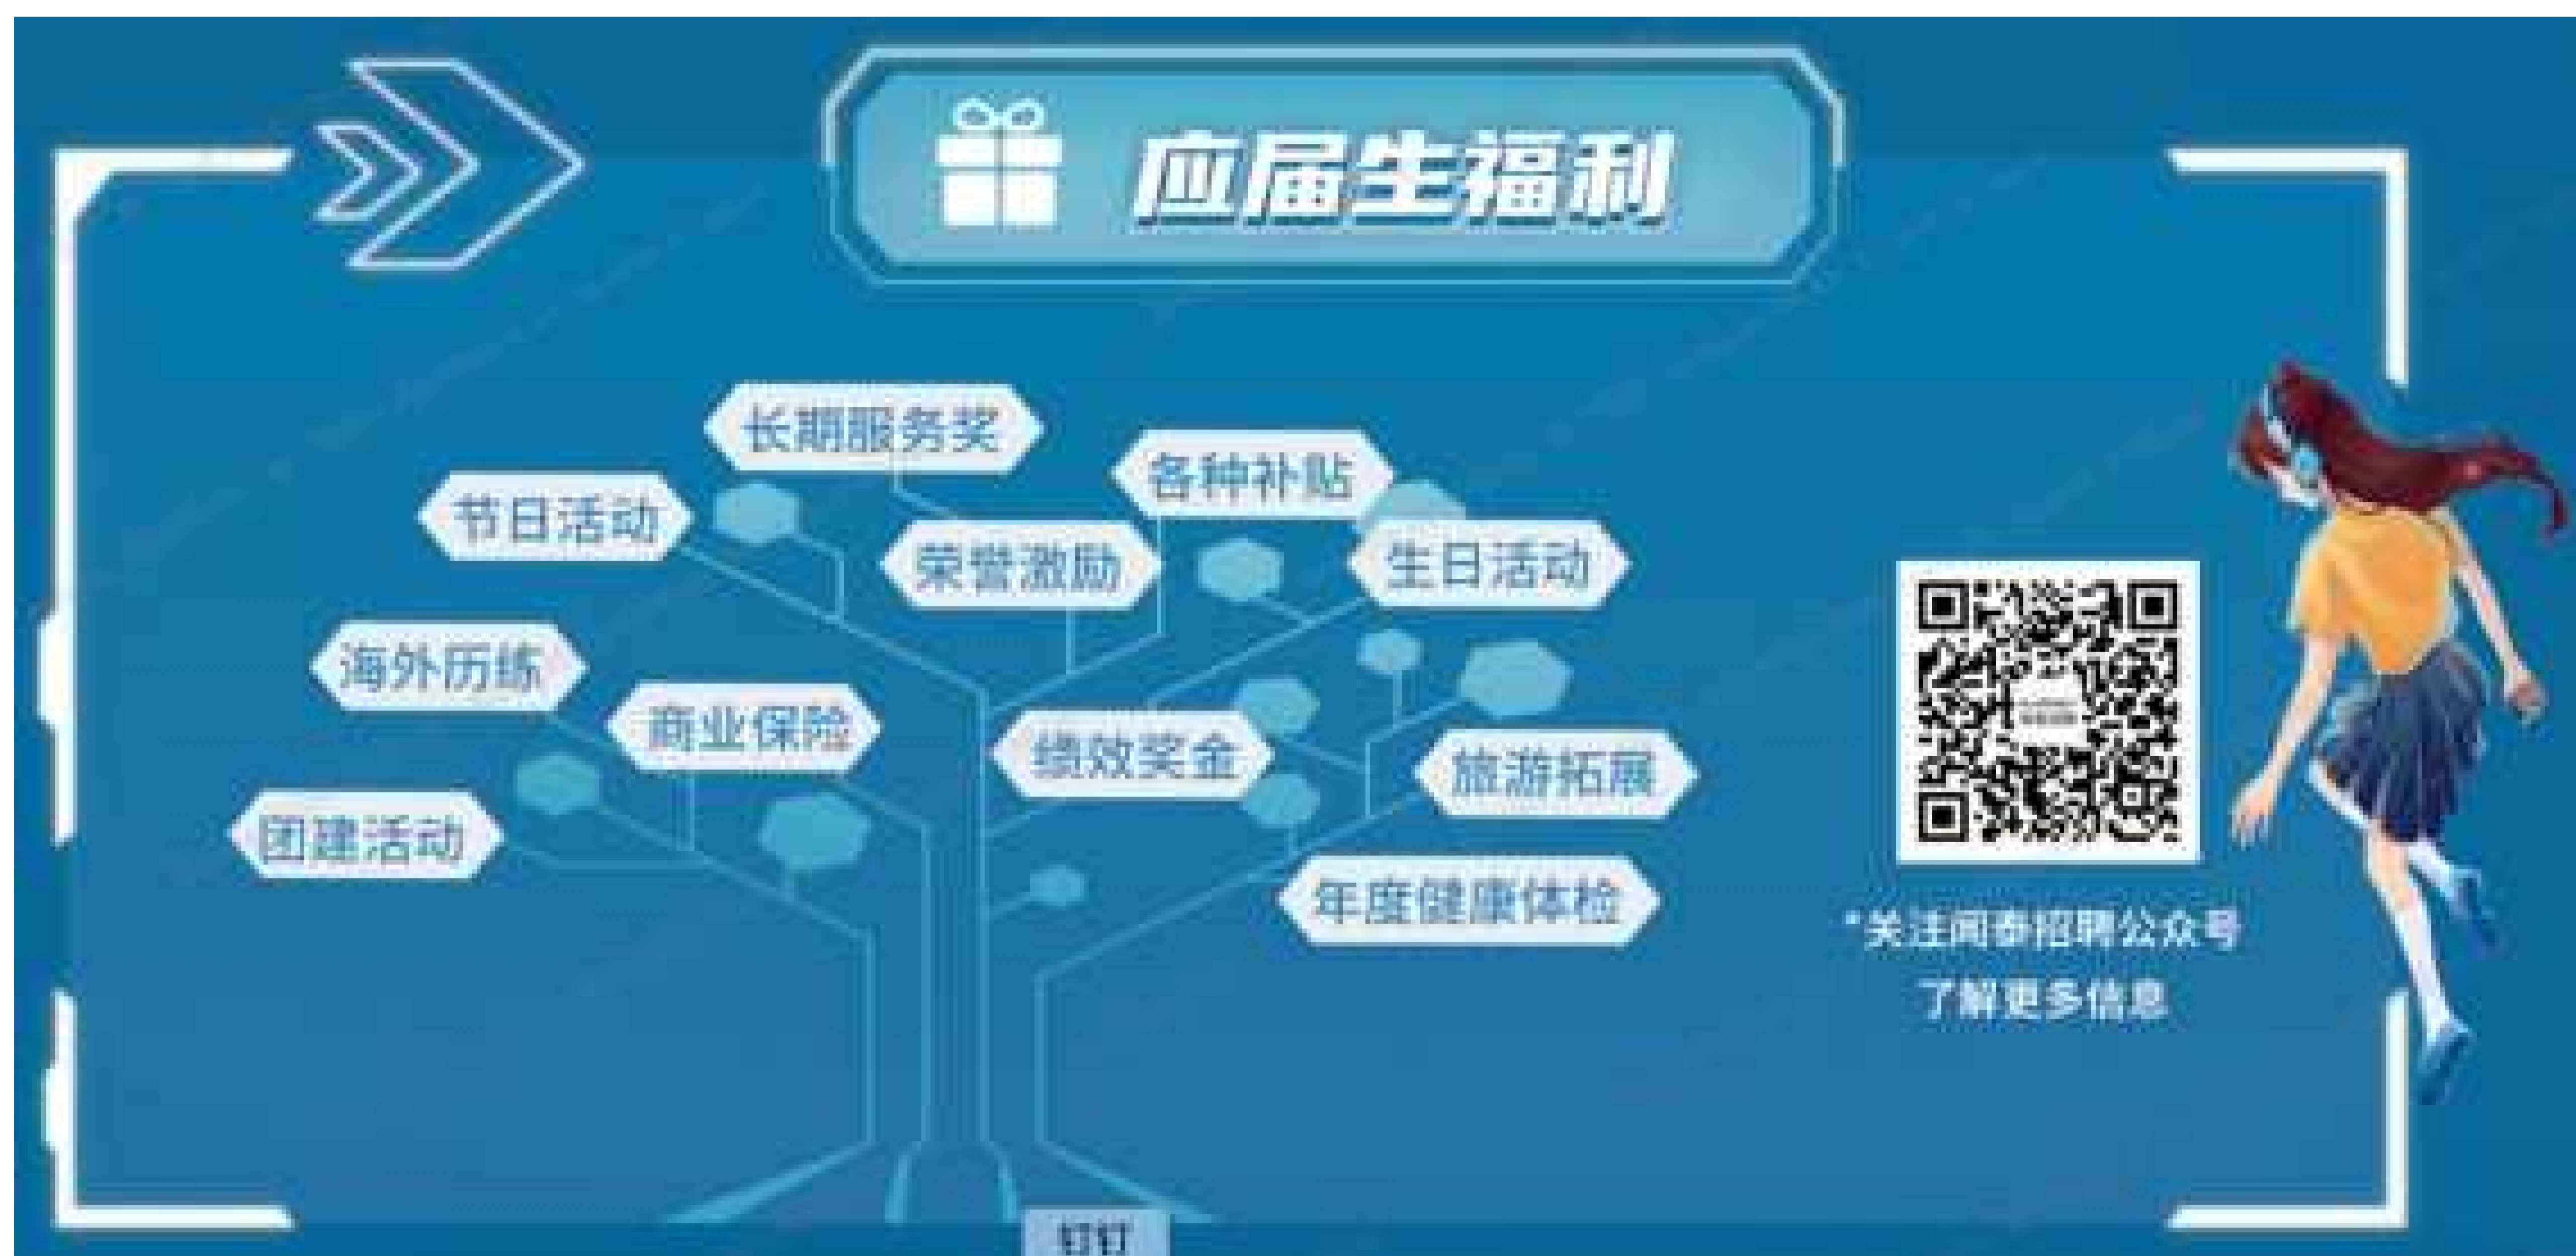 应届生福利
长期服务奖
各种补贴
节日活动
荣誉激励
生日活动
海外历练
商业保险
绩效奖金
旅游拓展
团建活动
年度健康体检
*关注闻泰招聘公众号
了解更多信息
钉钉